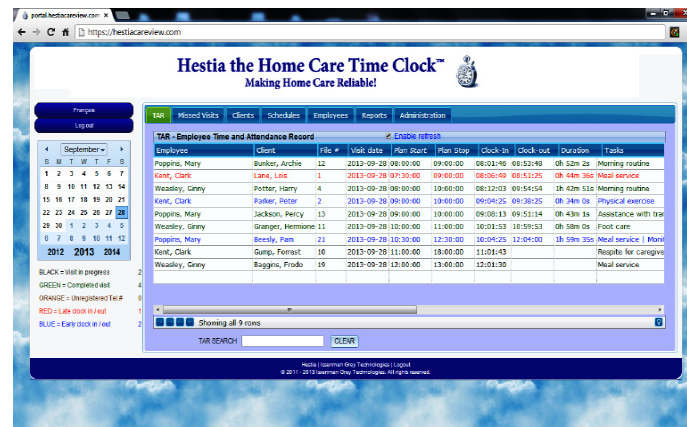 portal.hestiacareview.com
https://hestiacareview.com
Hestia the Home Care Time Clock™
Making Home Care Reliable!
Français
Log out
TAR Missed Visits Clients Schedules Employees Reports Administration
TAR - Employee Time and Attendance Record Enable refresh
Employee Client File # Visit date Plan Start Plan Stop Clock-In Clock-out Duration Tasks
Poppins, Mary Bunker, Archie 12 2013-09-28 08:00:00 09:00:00 08:01:46 08:53:48 0h 52m 2s Morning routine
Kent, Clark Lane, Lois 1 2013-09-28 07:30:00 09:00:00 08:06:49 08:51:25 0h 44m 36s Meal service
Weasley, Ginny Potter, Harry 4 2013-09-28 08:00:00 10:00:00 08:12:03 09:54:54 1h 42m 51s Morning routine
Kent, Clark Parker, Peter 2 2013-09-28 09:00:00 10:00:00 09:04:25 09:38:25 0h 34m 0s Physical exercise
Poppins, Mary Jackson, Percy 13 2013-09-28 09:00:00 10:00:00 09:08:13 09:51:14 0h 43m 1s Assistance with tra
Weasley, Ginny Granger, Hermione 11 2013-09-28 10:00:00 11:00:00 10:01:53 10:59:53 0h 58m 0s Foot care
Poppins, Mary Beesly, Pam 21 2013-09-28 10:30:00 12:30:00 10:04:25 12:04:00 1h 59m 35s Meal service | Moni
Kent, Clark Gump, Forrest 10 2013-09-28 11:00:00 18:00:00 11:01:43 Respite for caregive
Weasley, Ginny Baggins, Frodo 19 2013-09-28 12:00:00 13:00:00 12:01:30 Meal service
Showing all 9 rows
TAR SEARCH CLEAR
September
S M T W T F S
1 2 3 4 5 6 7
8 9 10 11 12 13 14
15 16 17 18 19 20 21
22 23 24 25 26 27 28
29 30 1 2 3 4 5
6 7 8 9 10 11 12
2012 2013 2014
BLACK = Visit in progress 2
GREEN = Completed visit 4
ORANGE = Unregistered Tel.# 0
RED = Late clock in / out 1
BLUE = Early clock in / out 2
Hestia | Isserman Grey Technologies | Logout
© 2011 - 2013 Isserman Grey Technologies. All rights reserved.